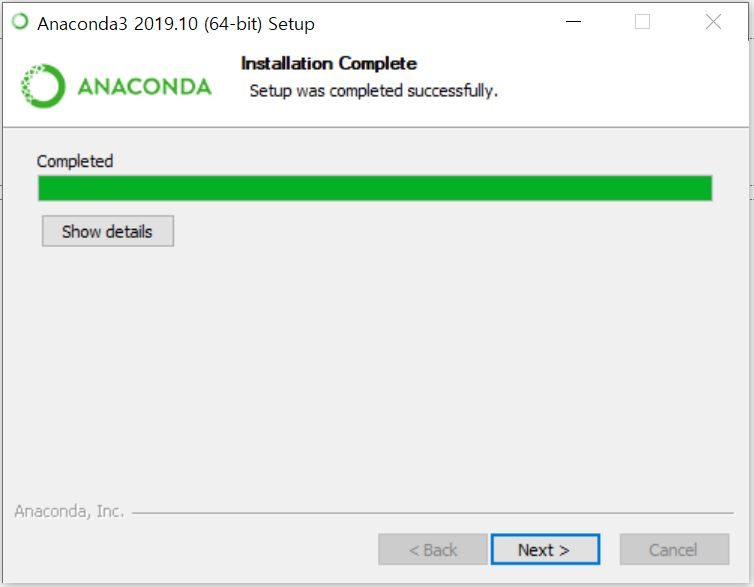 Anaconda3 2019.10 (64-bit) Setup
ANACONDA
Installation Complete
Setup was completed successfully.
Completed
Show details
Anaconda, Inc.
< Back
Next >
Cancel